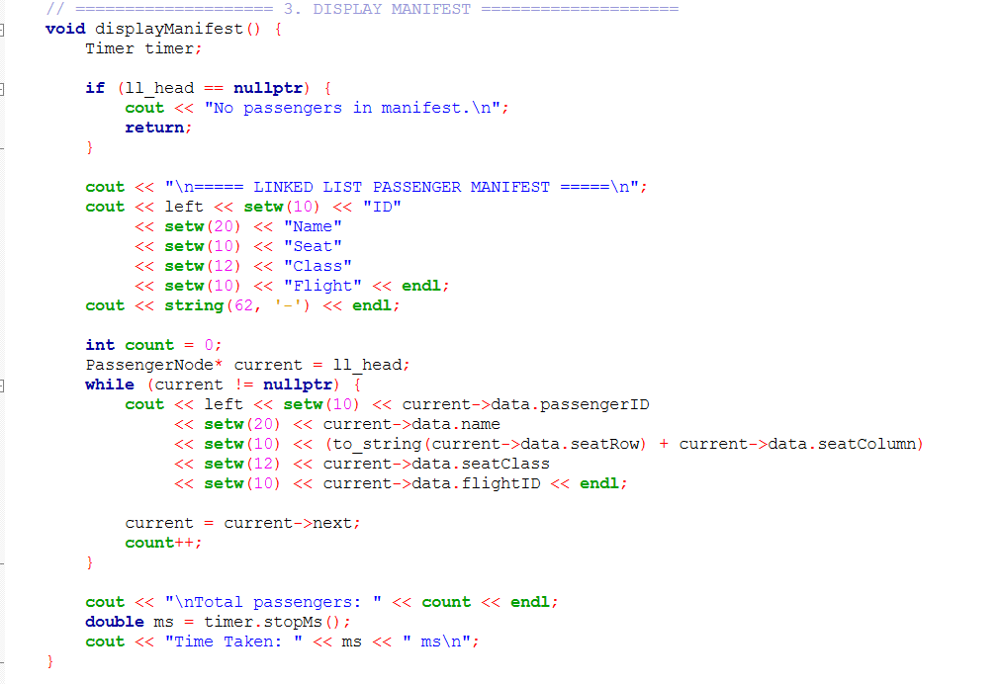 // ==================== 3. DISPLAY MANIFEST ====================
void displayManifest() {
    Timer timer;

    if (ll_head == nullptr) {
        cout << "No passengers in manifest.\n";
        return;
    }

    cout << "\n===== LINKED LIST PASSENGER MANIFEST =====\n";
    cout << left << setw(10) << "ID"
         << setw(20) << "Name"
         << setw(10) << "Seat"
         << setw(12) << "Class"
         << setw(10) << "Flight" << endl;
    cout << string(62, '-') << endl;

    int count = 0;
    PassengerNode* current = ll_head;
    while (current != nullptr) {
        cout << left << setw(10) << current->data.passengerID
             << setw(20) << current->data.name
             << setw(10) << (to_string(current->data.seatRow) + current->data.seatColumn)
             << setw(12) << current->data.seatClass
             << setw(10) << current->data.flightID << endl;

        current = current->next;
        count++;
    }

    cout << "\nTotal passengers: " << count << endl;
    double ms = timer.stopMs();
    cout << "Time Taken: " << ms << " ms\n";
}